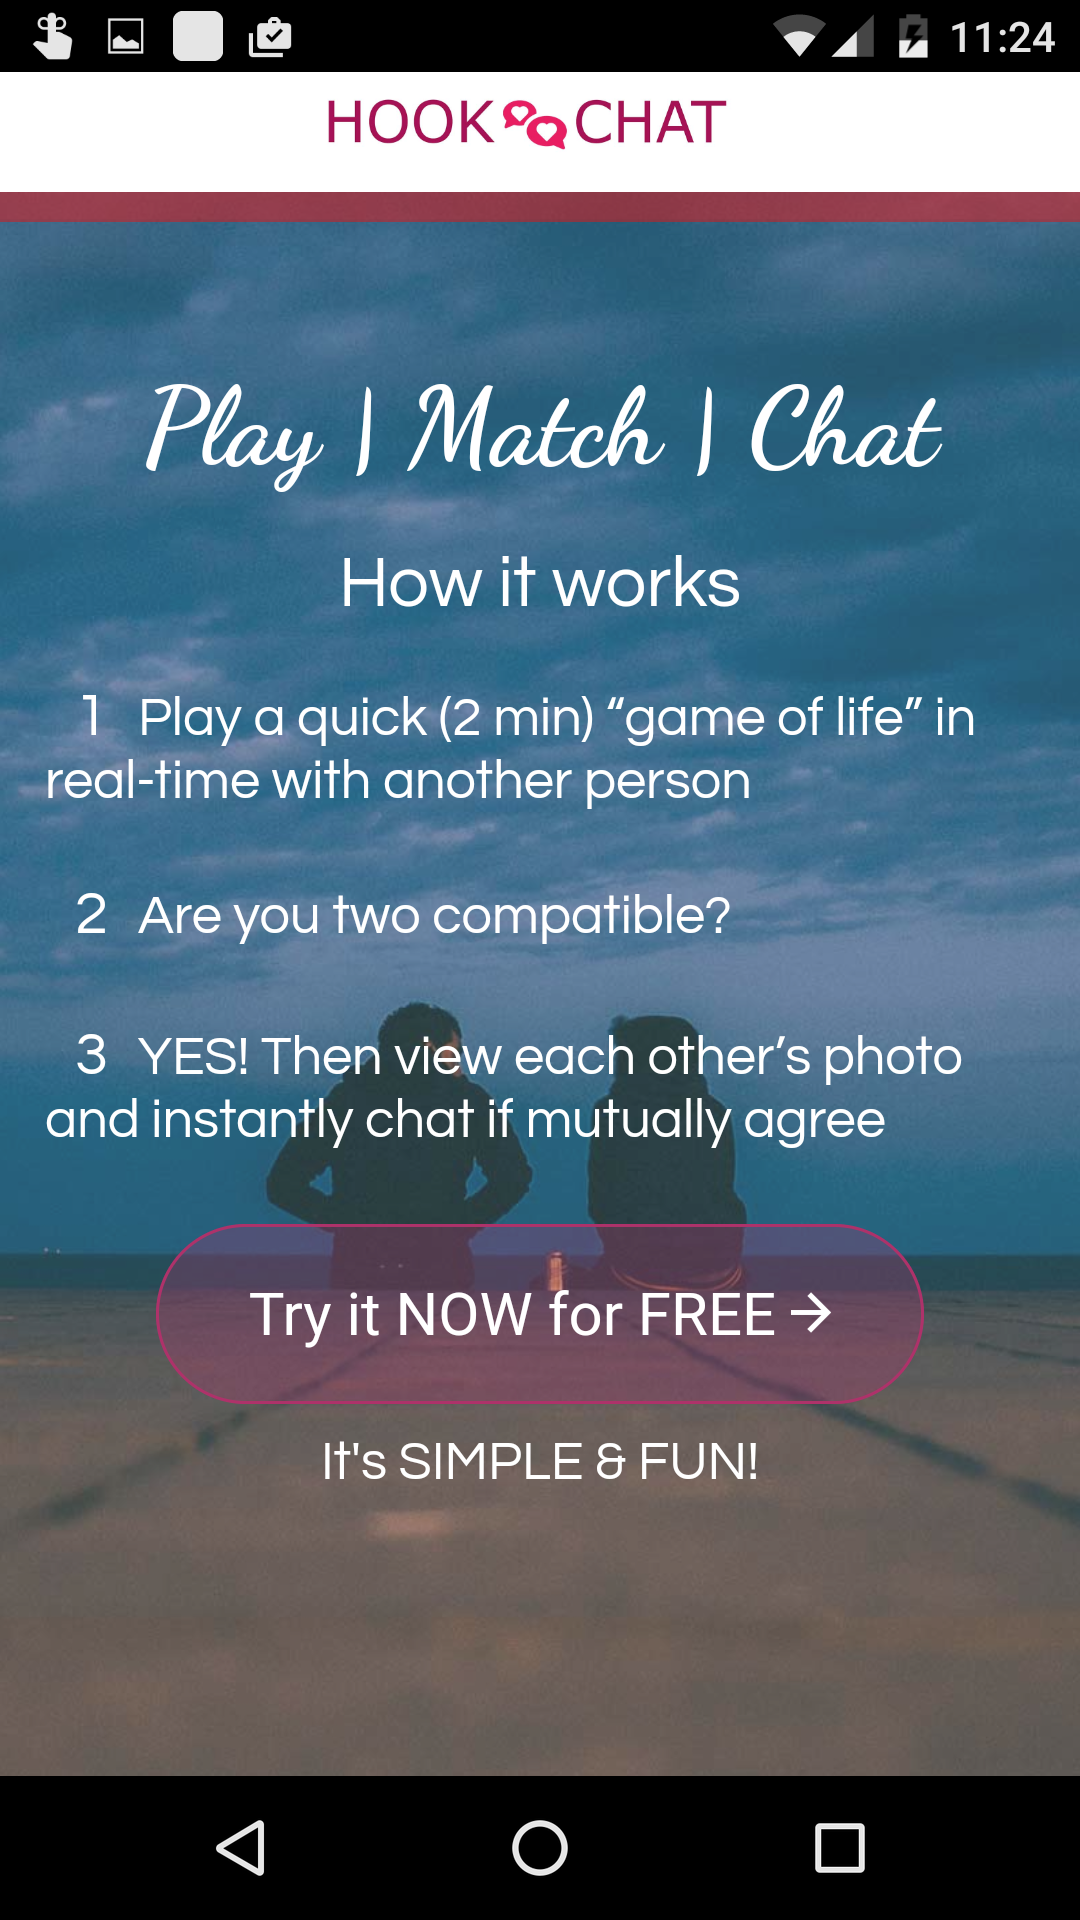 11:24
HOOK CHAT
Play | Match | Chat
How it works
1 Play a quick (2 min) “game of life” in
real-time with another person
2 Are you two compatible?
3 YES! Then view each other’s photo
and instantly chat if mutually agree
Try it NOW for FREE →
It's SIMPLE & FUN!